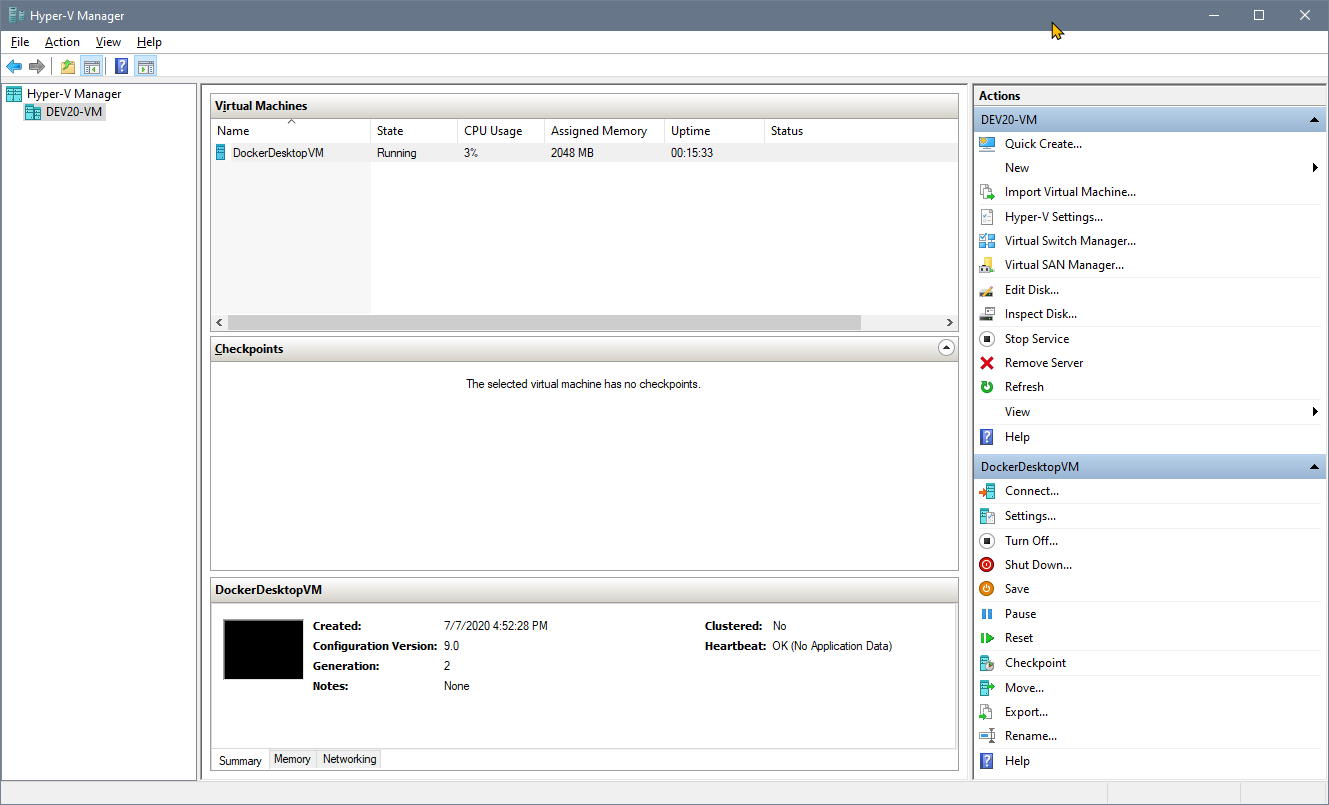 Hyper-V Manager
File Action View Help
Hyper-V Manager
DEV20-VM
Virtual Machines
Name State CPU Usage Assigned Memory Uptime Status
DockerDesktopVM Running 3% 2048 MB 00:15:33
Checkpoints
The selected virtual machine has no checkpoints.
DockerDesktopVM
Created: 7/7/2020 4:52:28 PM Clustered: No
Configuration Version: 9.0 Heartbeat: OK (No Application Data)
Generation: 2
Notes: None
Summary Memory Networking
Actions
DEV20-VM
Quick Create...
New
Import Virtual Machine...
Hyper-V Settings...
Virtual Switch Manager...
Virtual SAN Manager...
Edit Disk...
Inspect Disk...
Stop Service
Remove Server
Refresh
View
Help
DockerDesktopVM
Connect...
Settings...
Turn Off...
Shut Down...
Save
Pause
Reset
Checkpoint
Move...
Export...
Rename...
Help